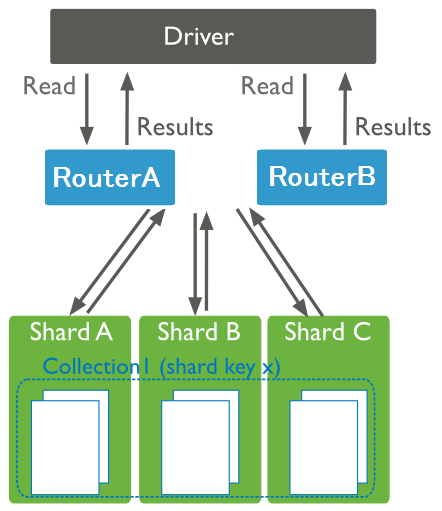 Driver
Read
Results
Read
Results
RouterA
RouterB
Shard A
Shard B
Shard C
Collection1 (shard key x)